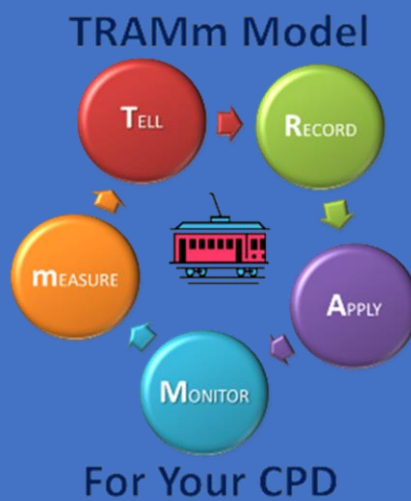 TRAMm Model
TELL
RECORD
APPLY
MONITOR
mEASURE
For Your CPD